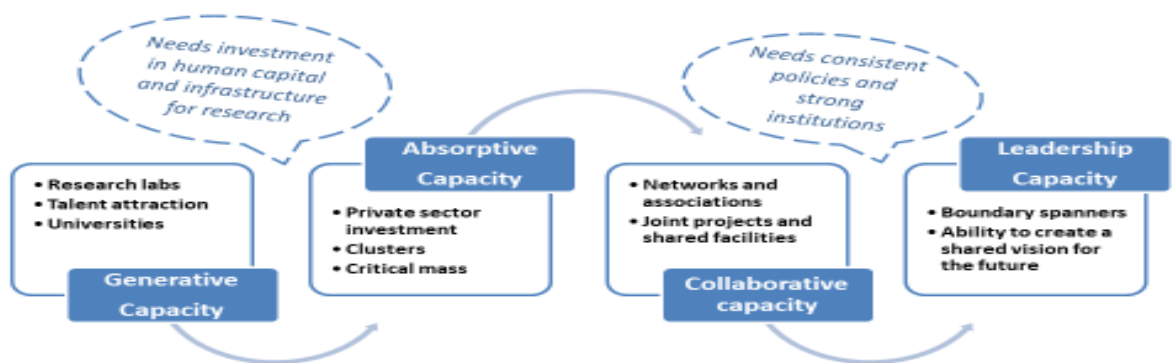 Needs investment
in human capital
and infrastructure
for research
• Research labs
• Talent attraction
• Universities
Generative
Capacity
Absorptive
Capacity
• Private sector
investment
• Clusters
• Critical mass
Needs consistent
policies and
strong
institutions
• Networks and
associations
• Joint projects and
shared facilities
Collaborative
capacity
Leadership
Capacity
• Boundary spanners
• Ability to create a
shared vision for
the future